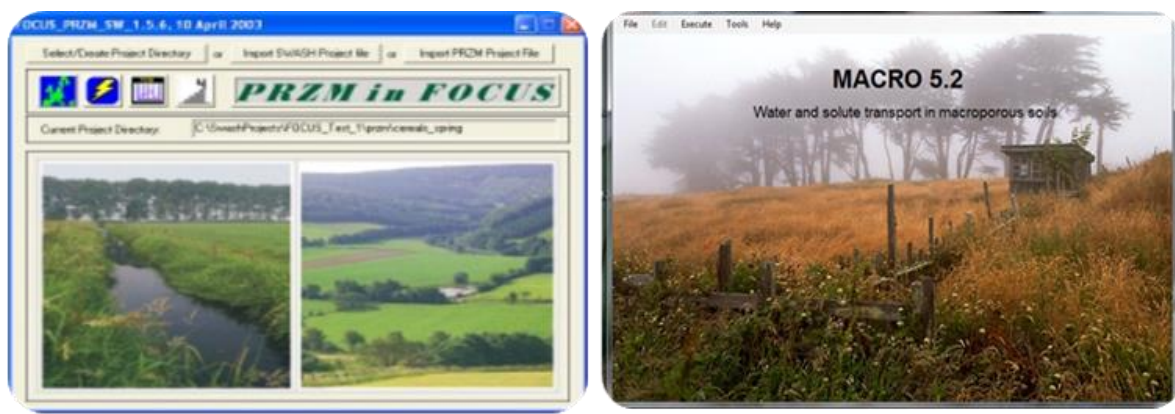 FOCUS_PRZM_SW_1.5.6, 10 April 2003
Select/Create Project Directory or Import SWASH Project file or Import PRZM Project File
PRZM in FOCUS
Current Project Directory: C:\SwashProjects\FOCUS_Test_1\przm\cereals_spring
File Edit Execute Tools Help
MACRO 5.2
Water and solute transport in macroporous soils